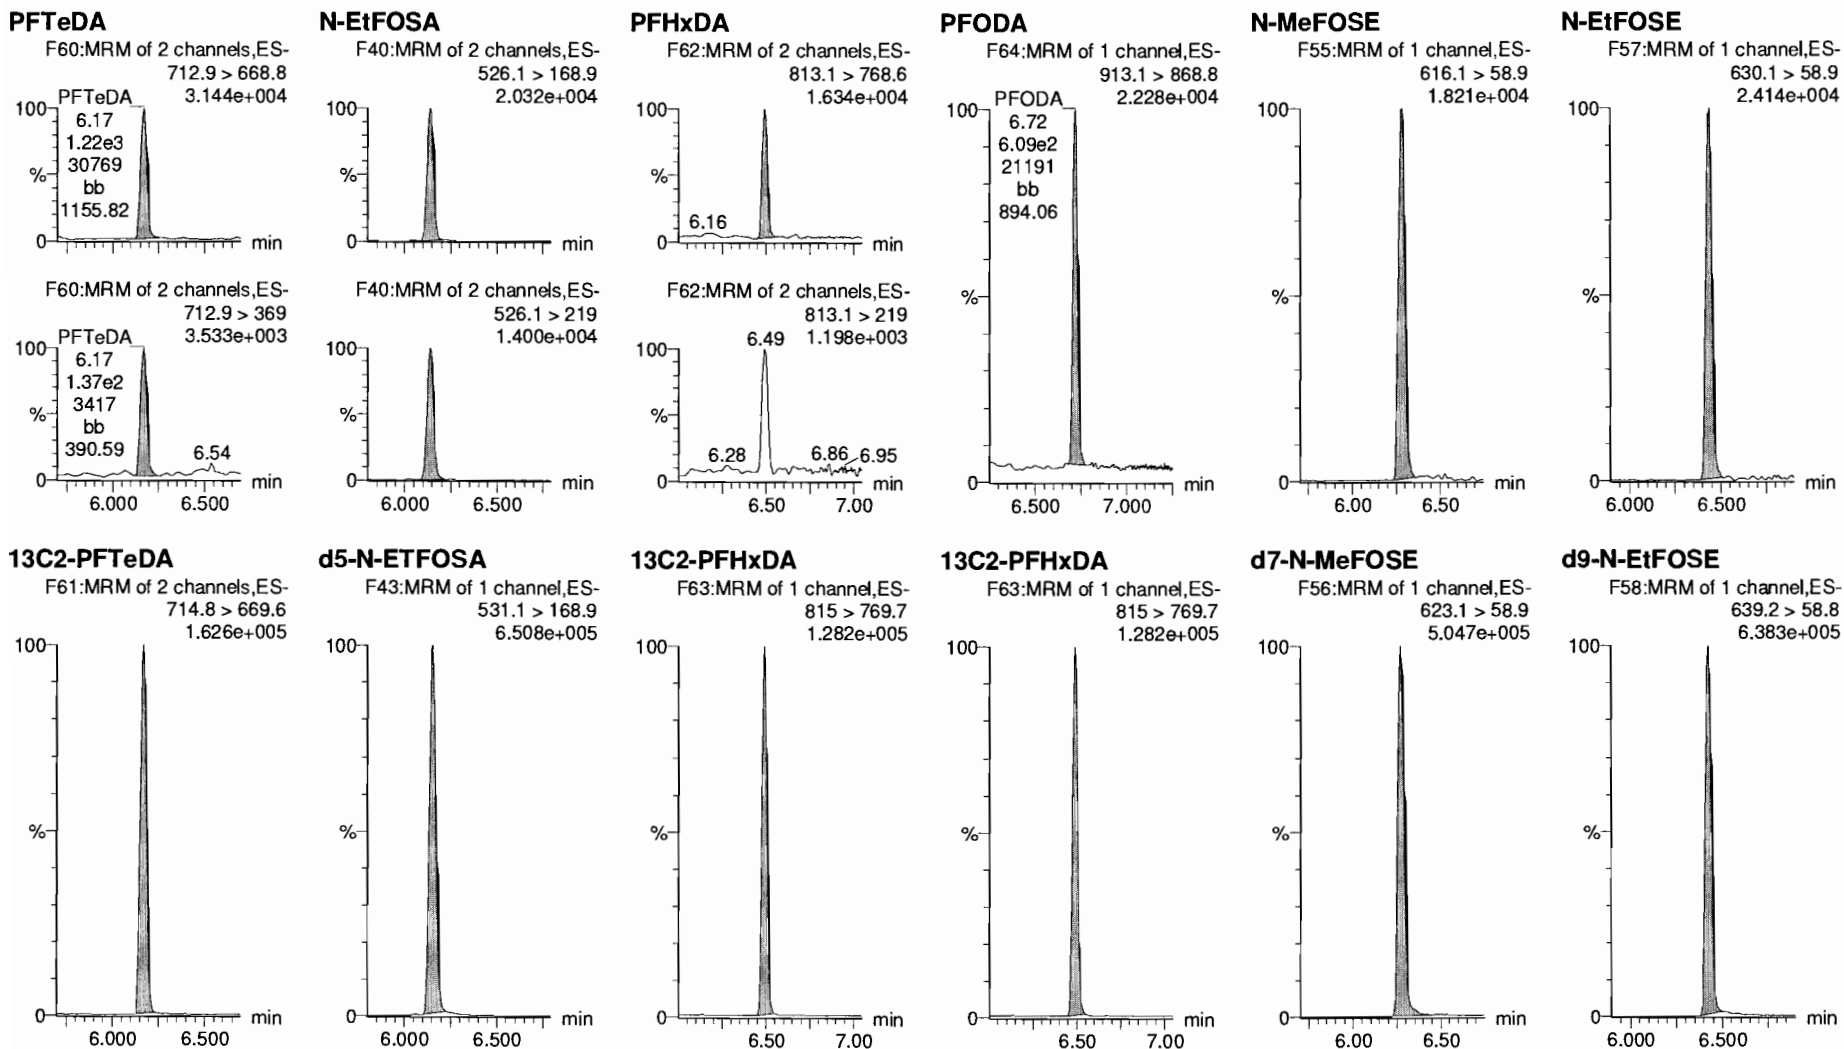 PFTeDA
F60:MRM of 2 channels,ES-
712.9 > 668.8
3.144e+004
PFTeDA
6.17
1.22e3
30769
bb
1155.82
100
%
0
min
F60:MRM of 2 channels,ES-
712.9 > 369
3.533e+003
PFTeDA
6.17
1.37e2
3417
bb
390.59
6.54
100
%
0
min
6.000 6.500
N-EtFOSA
F40:MRM of 2 channels,ES-
526.1 > 168.9
2.032e+004
100
%
0
min
F40:MRM of 2 channels,ES-
526.1 > 219
1.400e+004
100
%
0
min
6.000 6.500
PFHxDA
F62:MRM of 2 channels,ES-
813.1 > 768.6
1.634e+004
100
%
6.16
0
min
F62:MRM of 2 channels,ES-
813.1 > 219
1.198e+003
6.49
100
%
6.28 6.86 6.95
0
min
6.50 7.00
PFODA
F64:MRM of 1 channel,ES-
913.1 > 868.8
2.228e+004
PFODA
6.72
6.09e2
21191
bb
894.06
100
%
0
min
6.500 7.000
N-MeFOSE
F55:MRM of 1 channel,ES-
616.1 > 58.9
1.821e+004
100
%
0
min
6.00 6.50
N-EtFOSE
F57:MRM of 1 channel,ES-
630.1 > 58.9
2.414e+004
100
%
0
min
6.000 6.500
13C2-PFTeDA
F61:MRM of 2 channels,ES-
714.8 > 669.6
1.626e+005
100
%
0
min
6.000 6.500
d5-N-ETFOSA
F43:MRM of 1 channel,ES-
531.1 > 168.9
6.508e+005
100
%
0
min
6.000 6.500
13C2-PFHxDA
F63:MRM of 1 channel,ES-
815 > 769.7
1.282e+005
100
%
0
min
6.50 7.00
13C2-PFHxDA
F63:MRM of 1 channel,ES-
815 > 769.7
1.282e+005
100
%
0
min
6.50 7.00
d7-N-MeFOSE
F56:MRM of 1 channel,ES-
623.1 > 58.9
5.047e+005
100
%
0
min
6.00 6.50
d9-N-EtFOSE
F58:MRM of 1 channel,ES-
639.2 > 58.8
6.383e+005
100
%
0
min
6.000 6.500